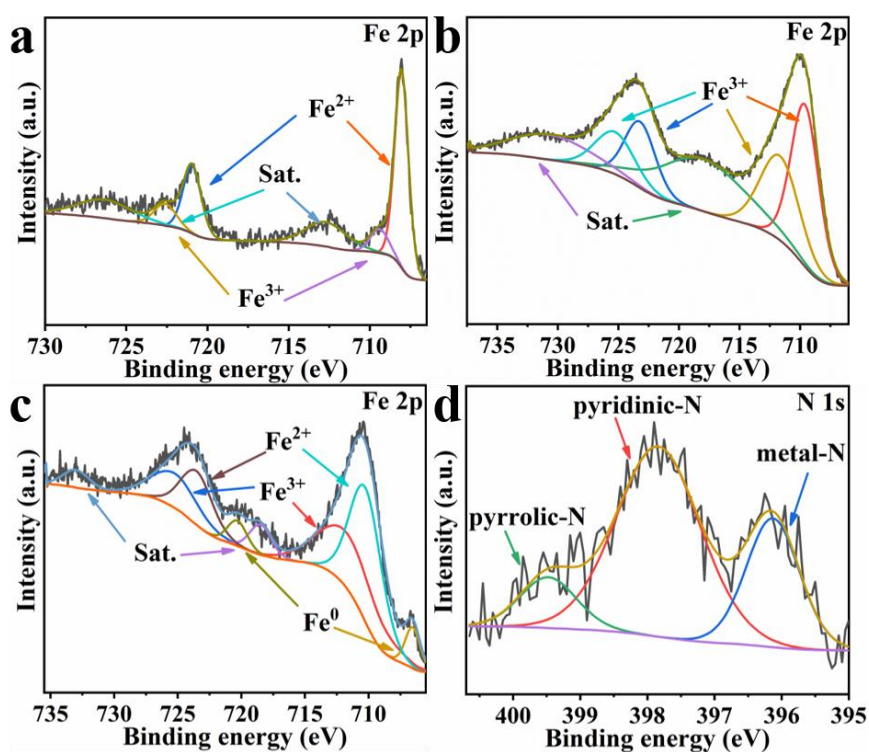 a
Fe 2p
Fe²⁺
Sat.
Fe³⁺
Intensity (a.u.)
730 725 720 715 710
Binding energy (eV)
b
Fe 2p
Fe³⁺
Sat.
Intensity (a.u.)
735 730 725 720 715 710
Binding energy (eV)
c
Fe 2p
Fe²⁺
Fe³⁺
Sat.
Fe⁰
Intensity (a.u.)
735 730 725 720 715 710
Binding energy (eV)
d
N 1s
pyridinic-N
metal-N
pyrrolic-N
Intensity (a.u.)
400 399 398 397 396 395
Binding energy (eV)